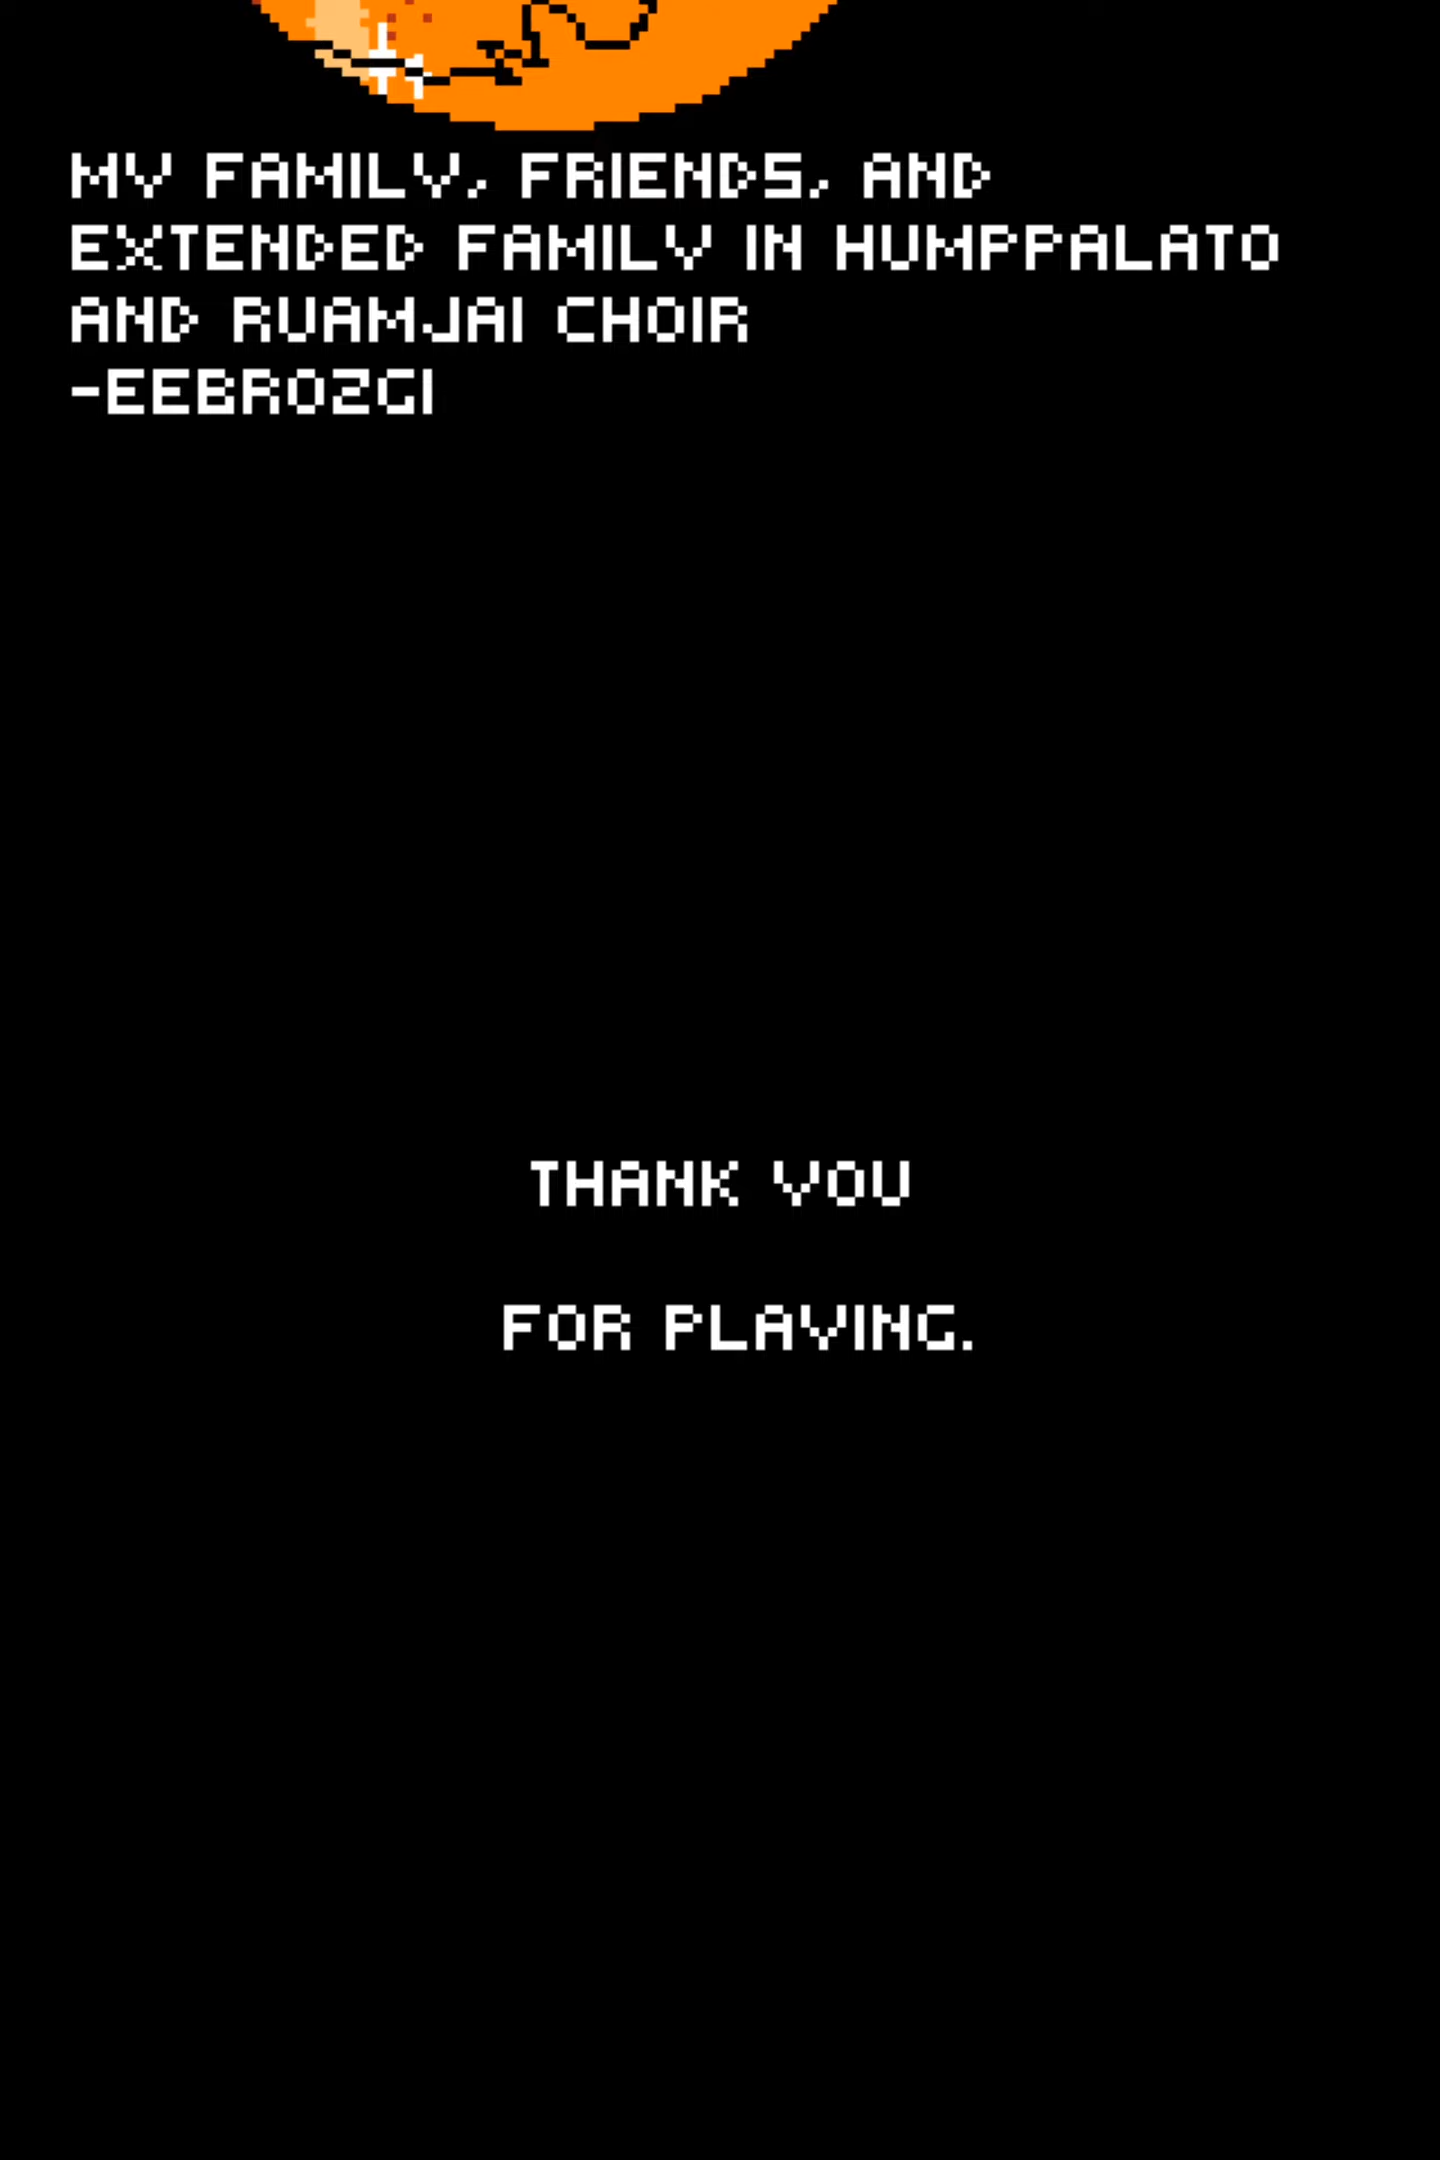 MY FAMILY, FRIENDS, AND
EXTENDED FAMILY IN HUMPPALATO
AND RUAMJAI CHOIR
-EEBROZGI
THANK YOU
FOR PLAYING.